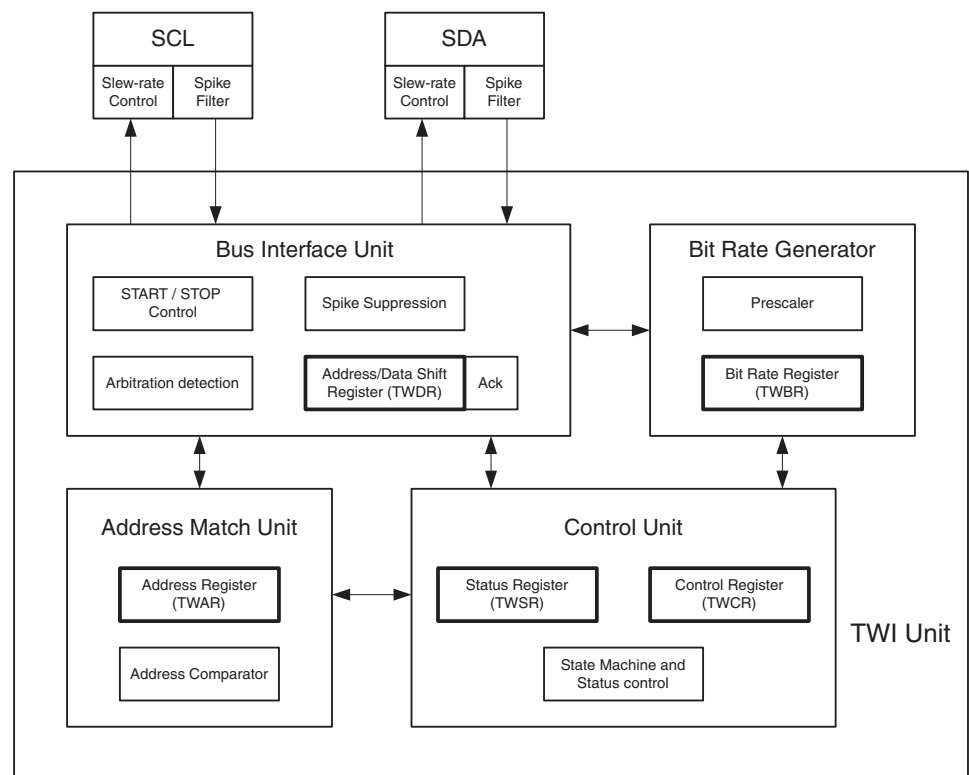 SCL
SDA
Slew-rate
Control
Spike
Filter
Slew-rate
Control
Spike
Filter
Bus Interface Unit
START / STOP
Control
Spike Suppression
Arbitration detection
Address/Data Shift
Register (TWDR)
Ack
Bit Rate Generator
Prescaler
Bit Rate Register
(TWBR)
Address Match Unit
Address Register
(TWAR)
Address Comparator
Control Unit
Status Register
(TWSR)
Control Register
(TWCR)
State Machine and
Status control
TWI Unit